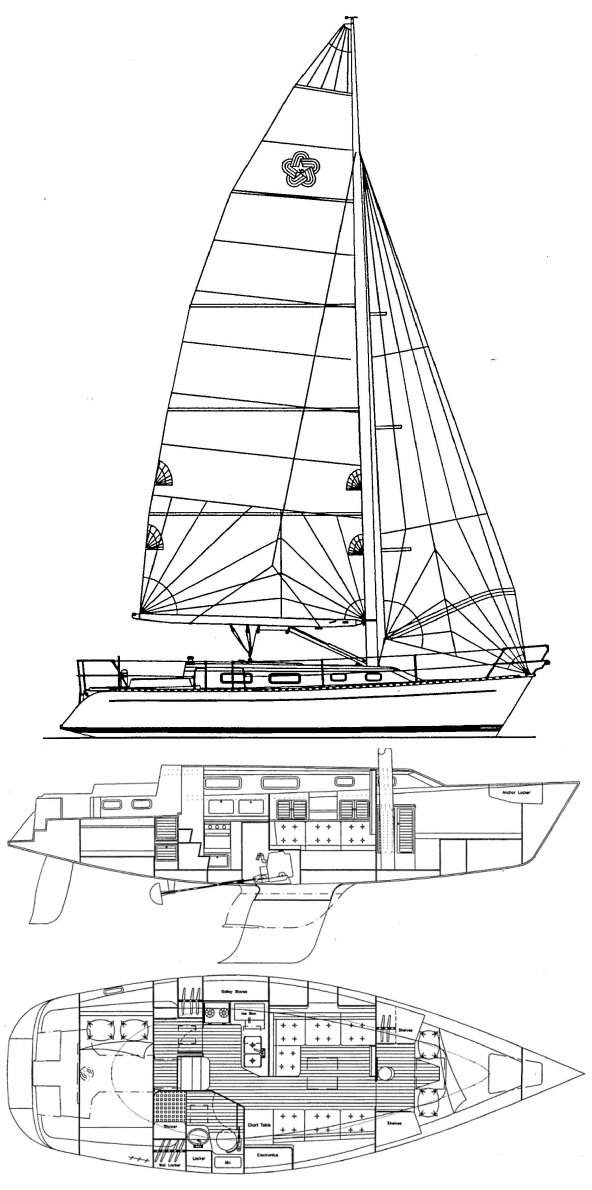 Anchor Locker
Galley Stores
Ice Box
Shelves
Shower
Chart Table
Shelves
Wet Locker
Locker
Bin
Electronics